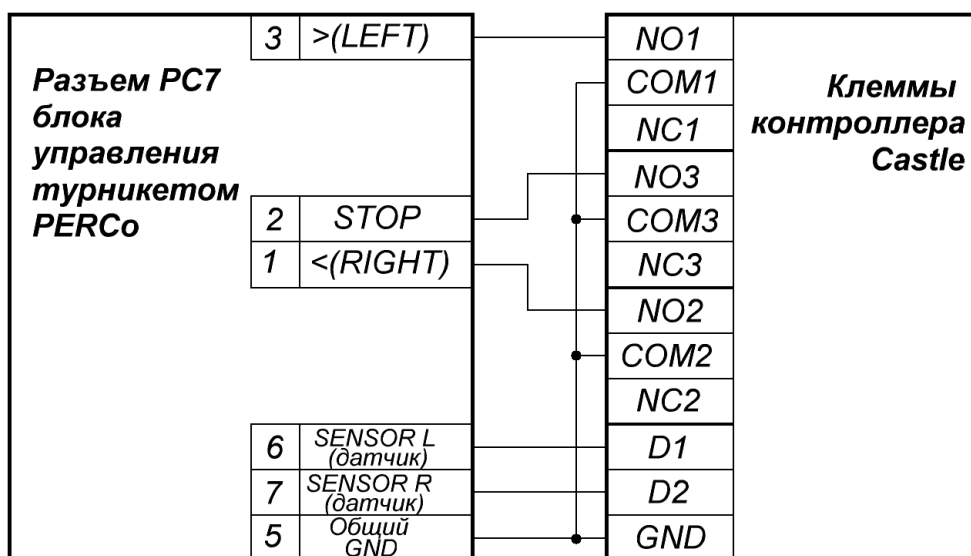 Разъем PC7
блока
управления
турникетом
PERCo
3 >(LEFT)
2 STOP
1 <(RIGHT)
6 SENSOR L
(датчик)
7 SENSOR R
(датчик)
5 Общий
GND
NO1
COM1
NC1
NO3
COM3
NC3
NO2
COM2
NC2
D1
D2
GND
Клеммы
контроллера
Castle